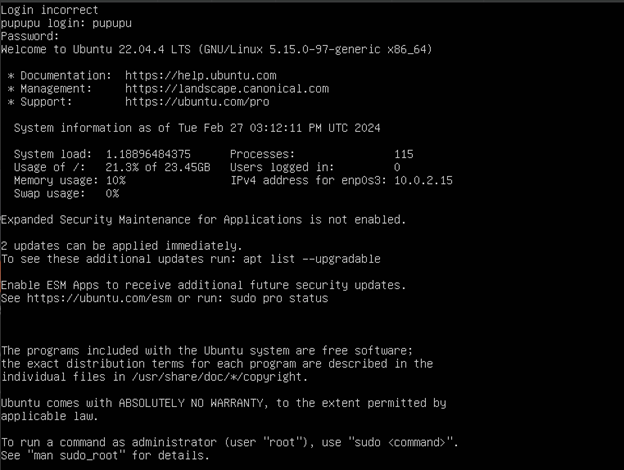 Login incorrect
pupupu login: pupupu
Password:
Welcome to Ubuntu 22.04.4 LTS (GNU/Linux 5.15.0-97-generic x86_64)
* Documentation:  https://help.ubuntu.com
* Management:     https://landscape.canonical.com
* Support:        https://ubuntu.com/pro
System information as of Tue Feb 27 03:12:11 PM UTC 2024
System load:  1.18896484375      Processes:               115
Usage of /:   21.3% of 23.45GB   Users logged in:         0
Memory usage: 10%                IPv4 address for enp0s3: 10.0.2.15
Swap usage:   0%
Expanded Security Maintenance for Applications is not enabled.
2 updates can be applied immediately.
To see these additional updates run: apt list --upgradable
Enable ESM Apps to receive additional future security updates.
See https://ubuntu.com/esm or run: sudo pro status
The programs included with the Ubuntu system are free software;
the exact distribution terms for each program are described in the
individual files in /usr/share/doc/*/copyright.
Ubuntu comes with ABSOLUTELY NO WARRANTY, to the extent permitted by
applicable law.
To run a command as administrator (user "root"), use "sudo <command>".
See "man sudo_root" for details.